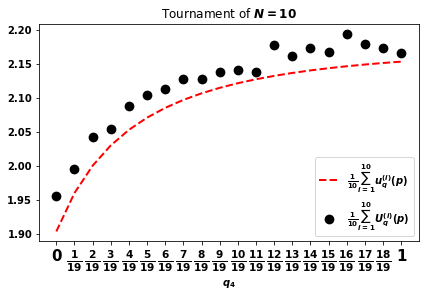 Tournament of N = 10
2.20
2.15
2.10
2.05
2.00
1.95
1.90
0 1/19 2/19 3/19 4/19 5/19 6/19 7/19 8/19 9/19 10/19 11/19 12/19 13/19 14/19 15/19 16/19 17/19 18/19 1
q₄
1/10 ∑_{i=1}^{10} u_q^{(i)}(p)
1/10 ∑_{i=1}^{10} U_q^{(i)}(p)